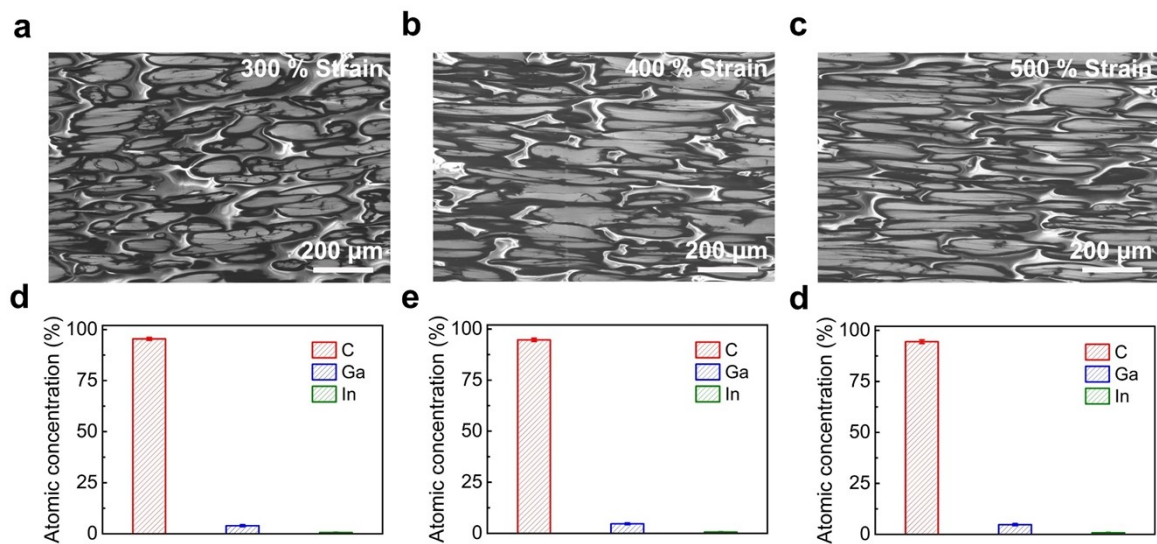 a
b
c
300 % Strain
400 % Strain
500 % Strain
200 μm
200 μm
200 μm
d
e
d
Atomic concentration (%)
100
75
50
25
0
C
Ga
In
Atomic concentration (%)
100
75
50
25
0
C
Ga
In
Atomic concentration (%)
100
75
50
25
0
C
Ga
In